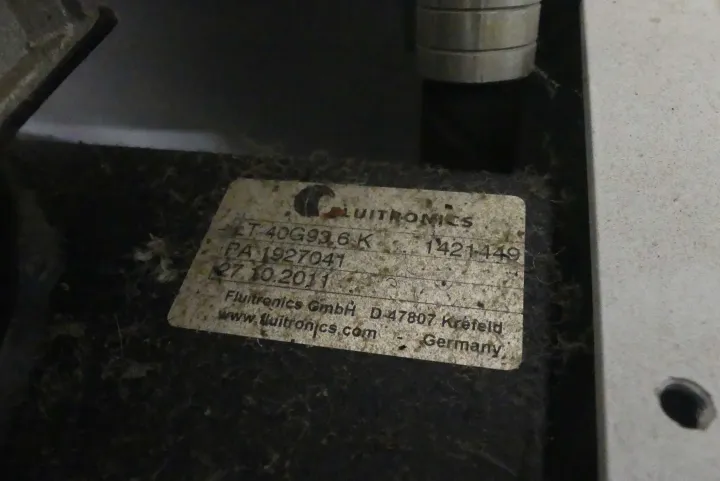 FLUITRONICS
LT 40G93,6 K 1421449
PA 1927041
27.10.2011
Fluitronics GmbH D-47807 Krefeld
www.fluitronics.com Germany